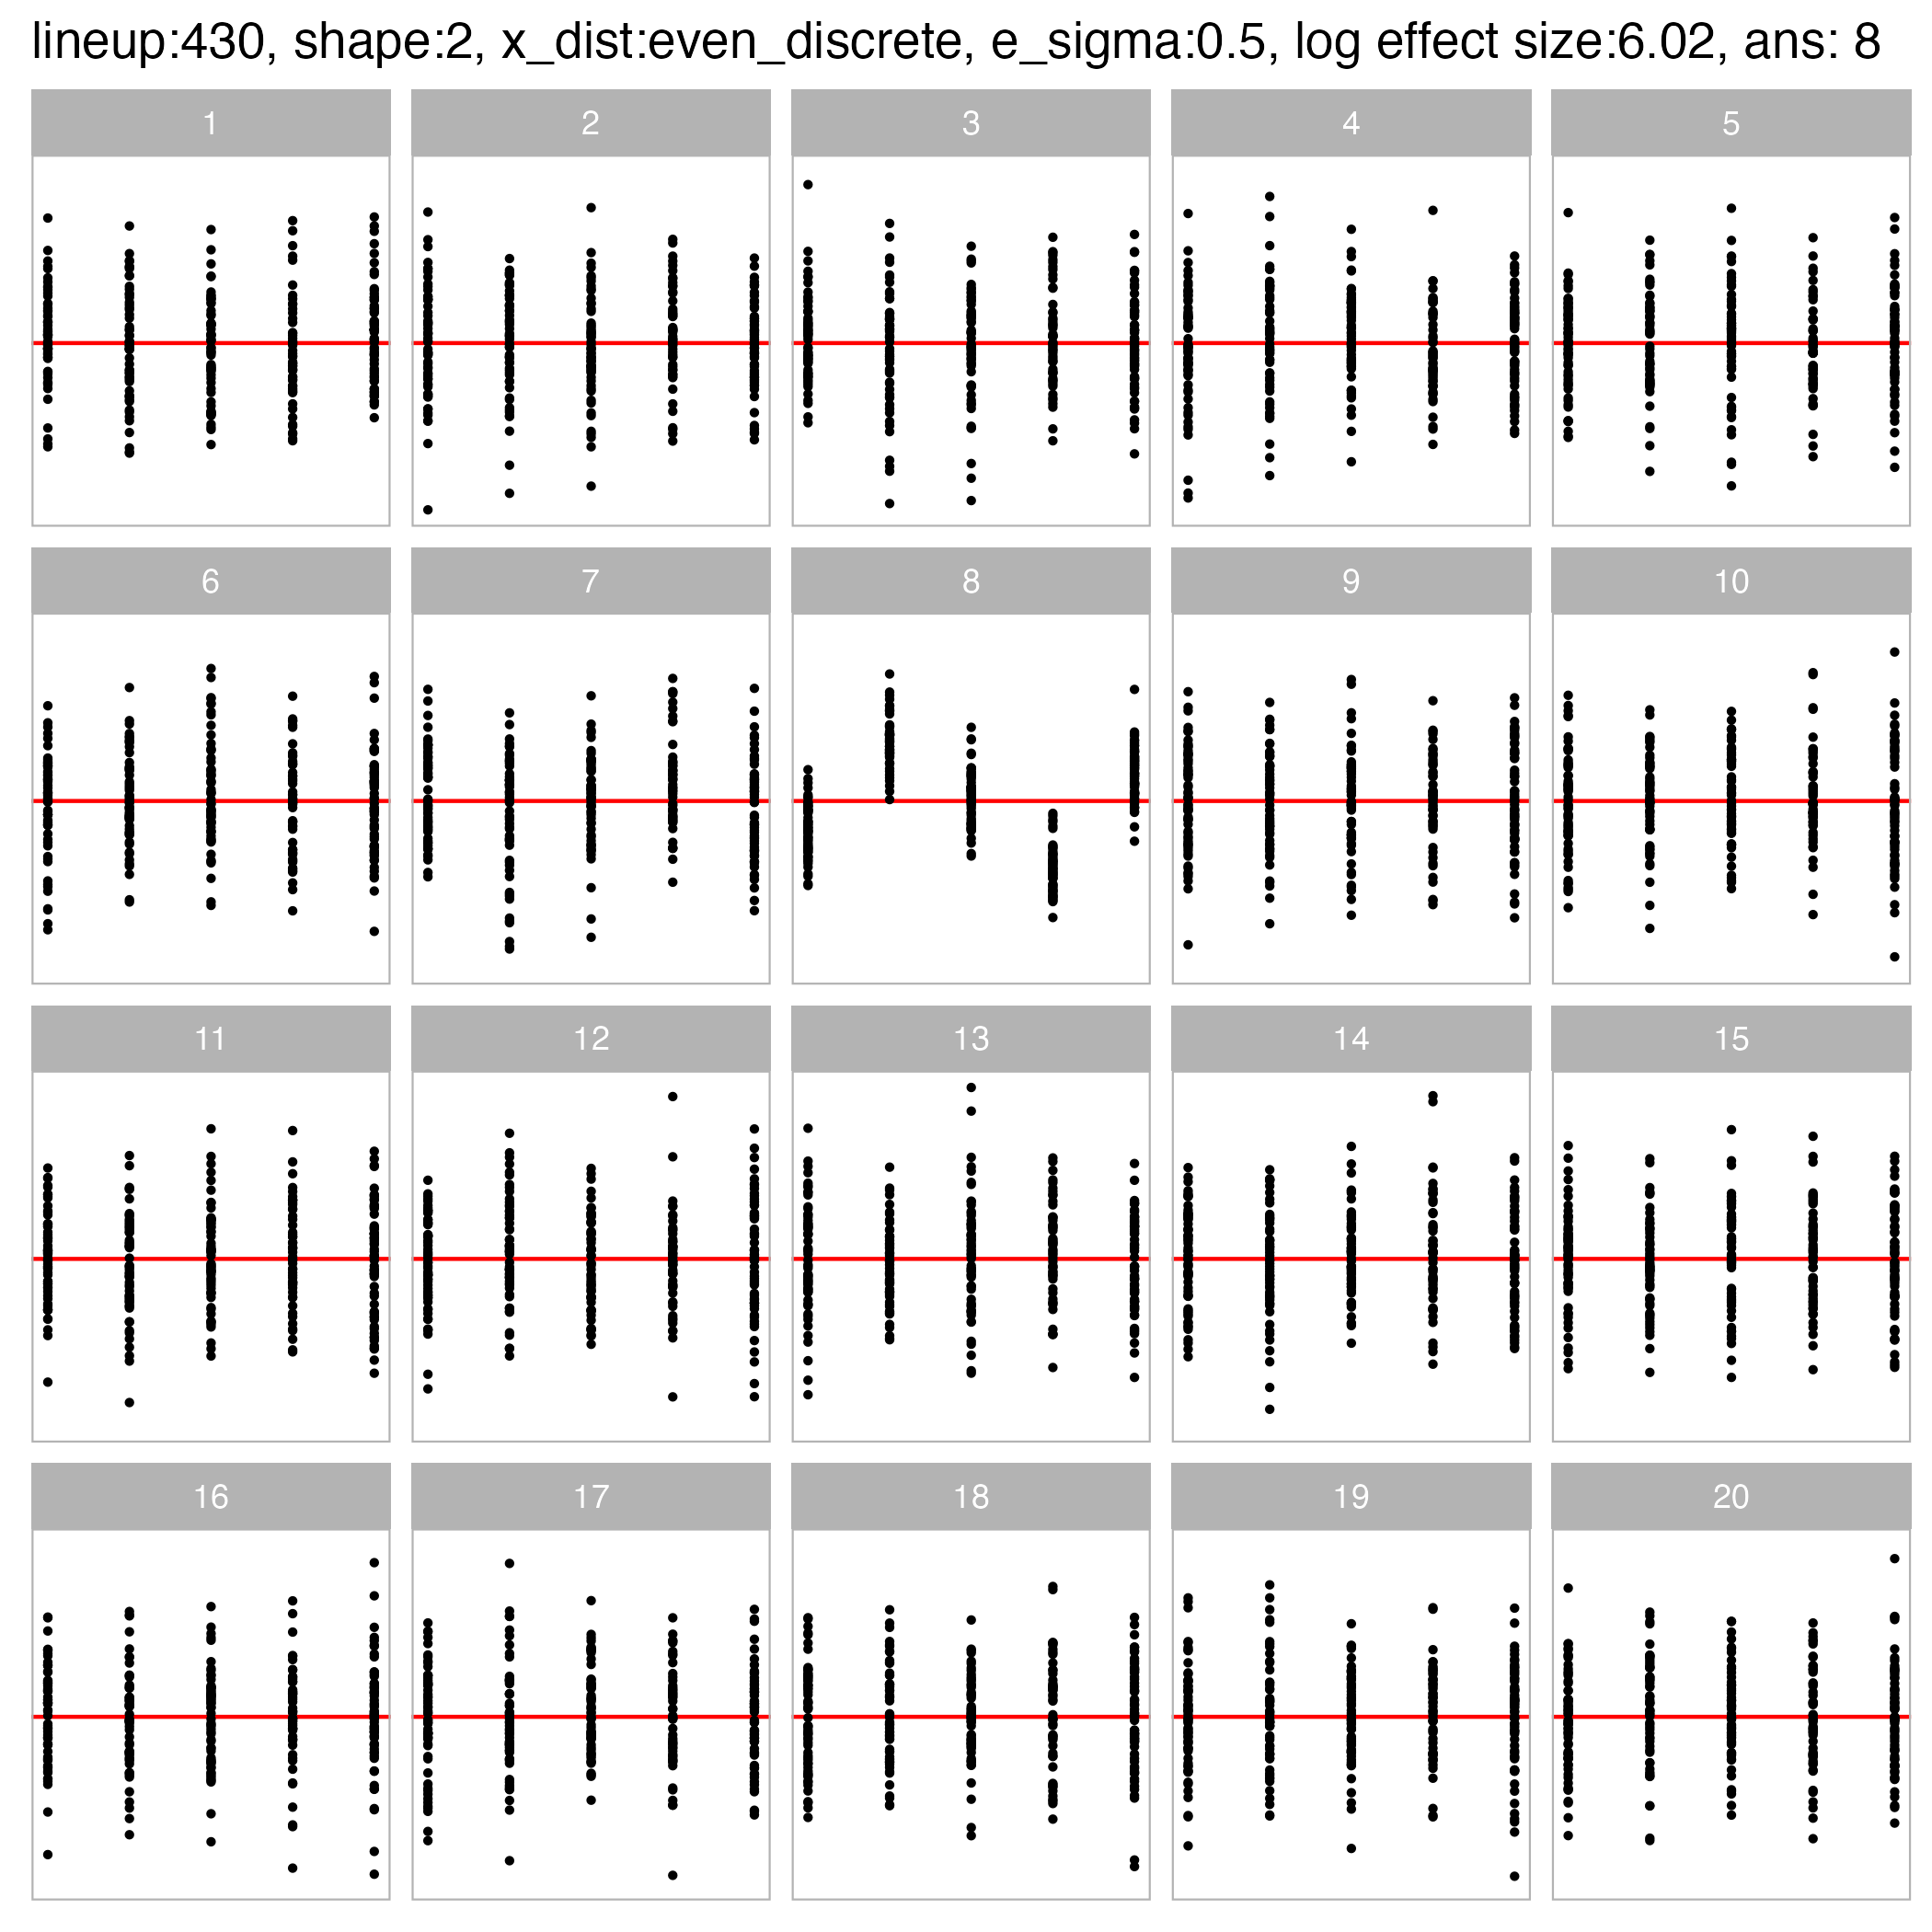 lineup:430, shape:2, x_dist:even_discrete, e_sigma:0.5, log effect size:6.02, ans: 8
1 2 3 4 5
6 7 8 9 10
11 12 13 14 15
16 17 18 19 20